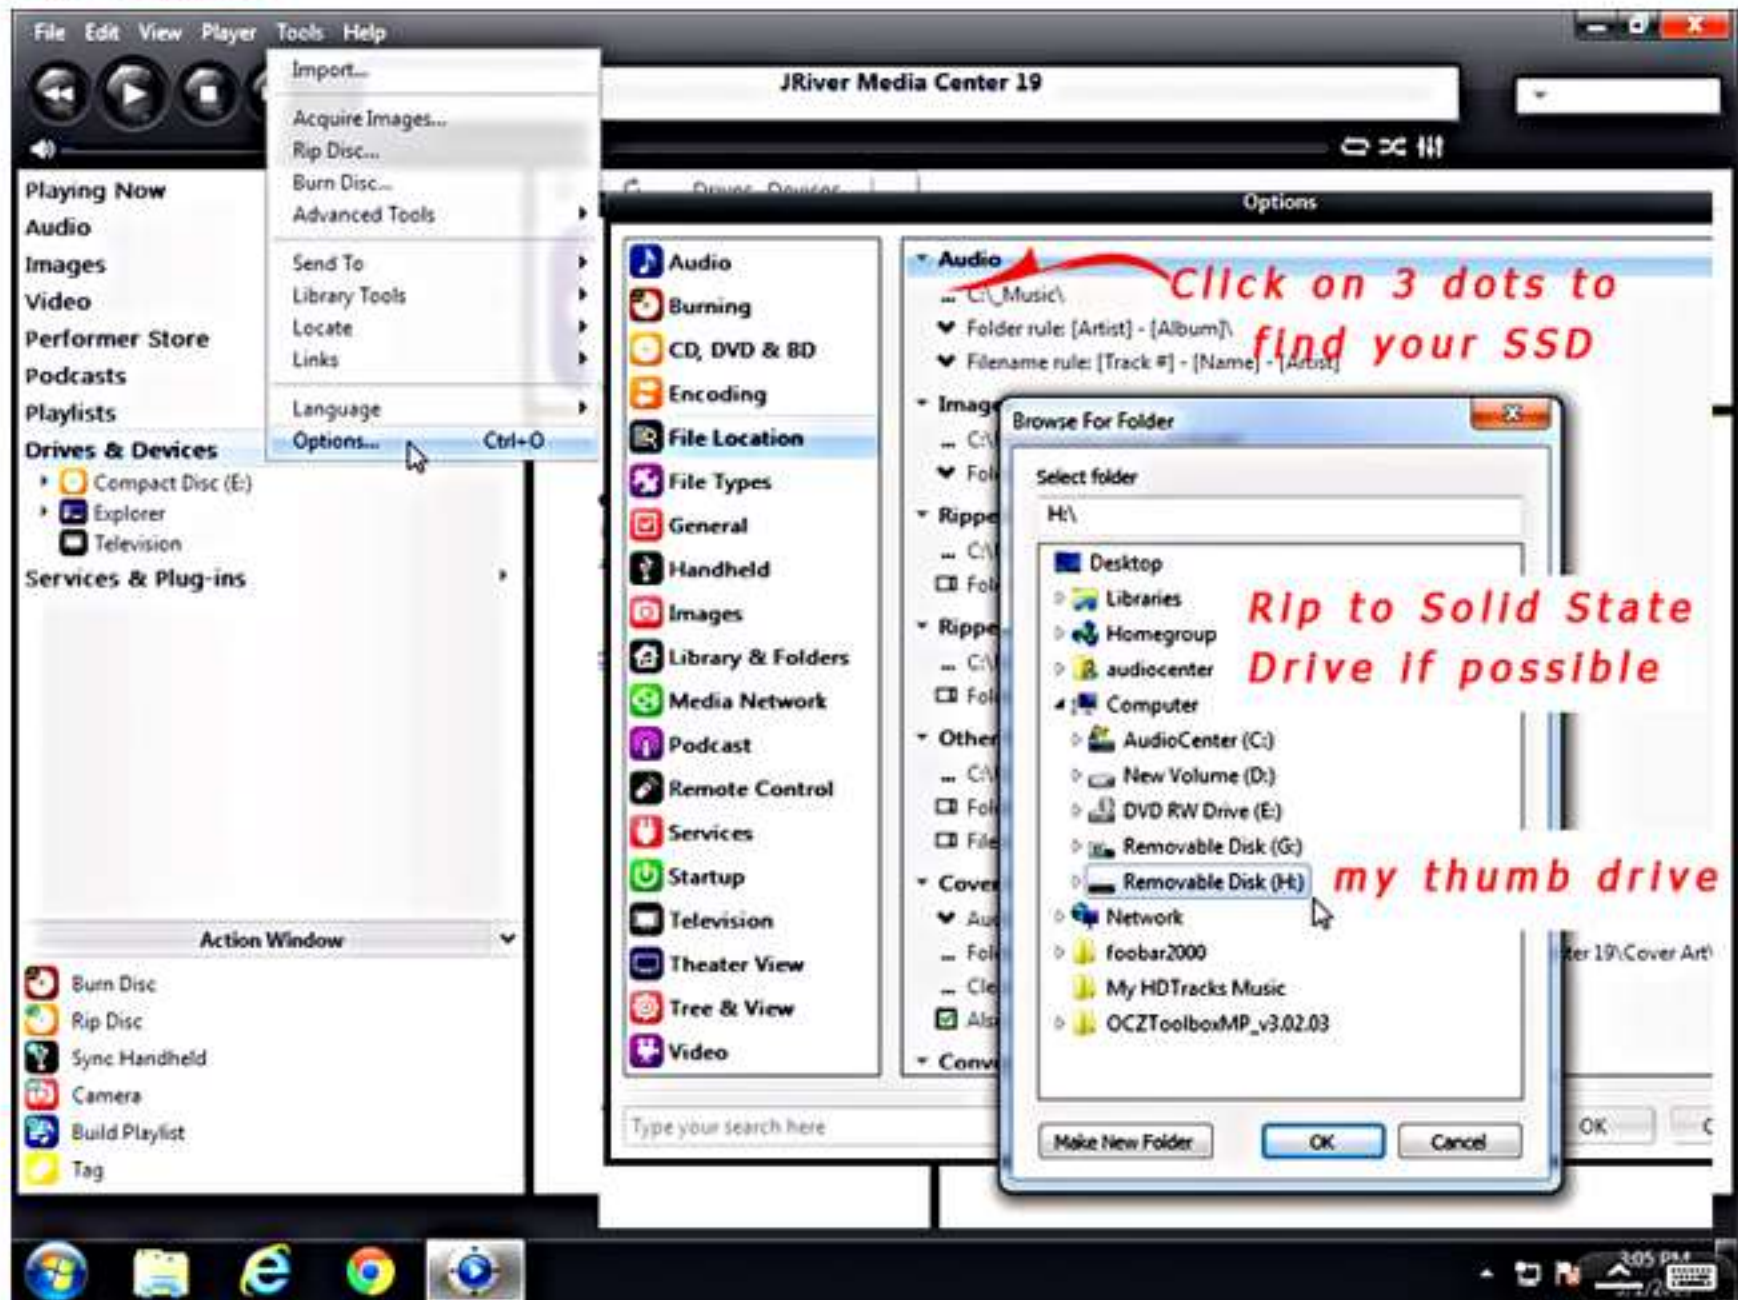 File Edit View Player Tools Help
JRiver Media Center 19
Import...
Acquire Images...
Rip Disc...
Burn Disc...
Advanced Tools
Send To
Library Tools
Locate
Links
Language
Options... Ctrl+O
Playing Now
Audio
Images
Video
Performer Store
Podcasts
Playlists
Drives & Devices
Compact Disc (E:)
Explorer
Television
Services & Plug-ins
Action Window
Burn Disc
Rip Disc
Sync Handheld
Camera
Build Playlist
Tag
Options
Audio
Burning
CD, DVD & BD
Encoding
File Location
File Types
General
Handheld
Images
Library & Folders
Media Network
Podcast
Remote Control
Services
Startup
Television
Theater View
Tree & View
Video
Type your search here
Audio
... C:\_Music\
Folder rule: [Artist] - [Album]\
Filename rule: [Track #] - [Name] - [Artist]
Click on 3 dots to
find your SSD
Browse For Folder
Select folder
H:\
Desktop
Libraries
Homegroup
audiocenter
Computer
AudioCenter (C:)
New Volume (D:)
DVD RW Drive (E:)
Removable Disk (G:)
Removable Disk (H:)
Network
foobar2000
My HDTracks Music
OCZToolboxMP_v3.02.03
Make New Folder OK Cancel
Rip to Solid State
Drive if possible
my thumb drive
19\Cover Art\
OK
3:05 PM